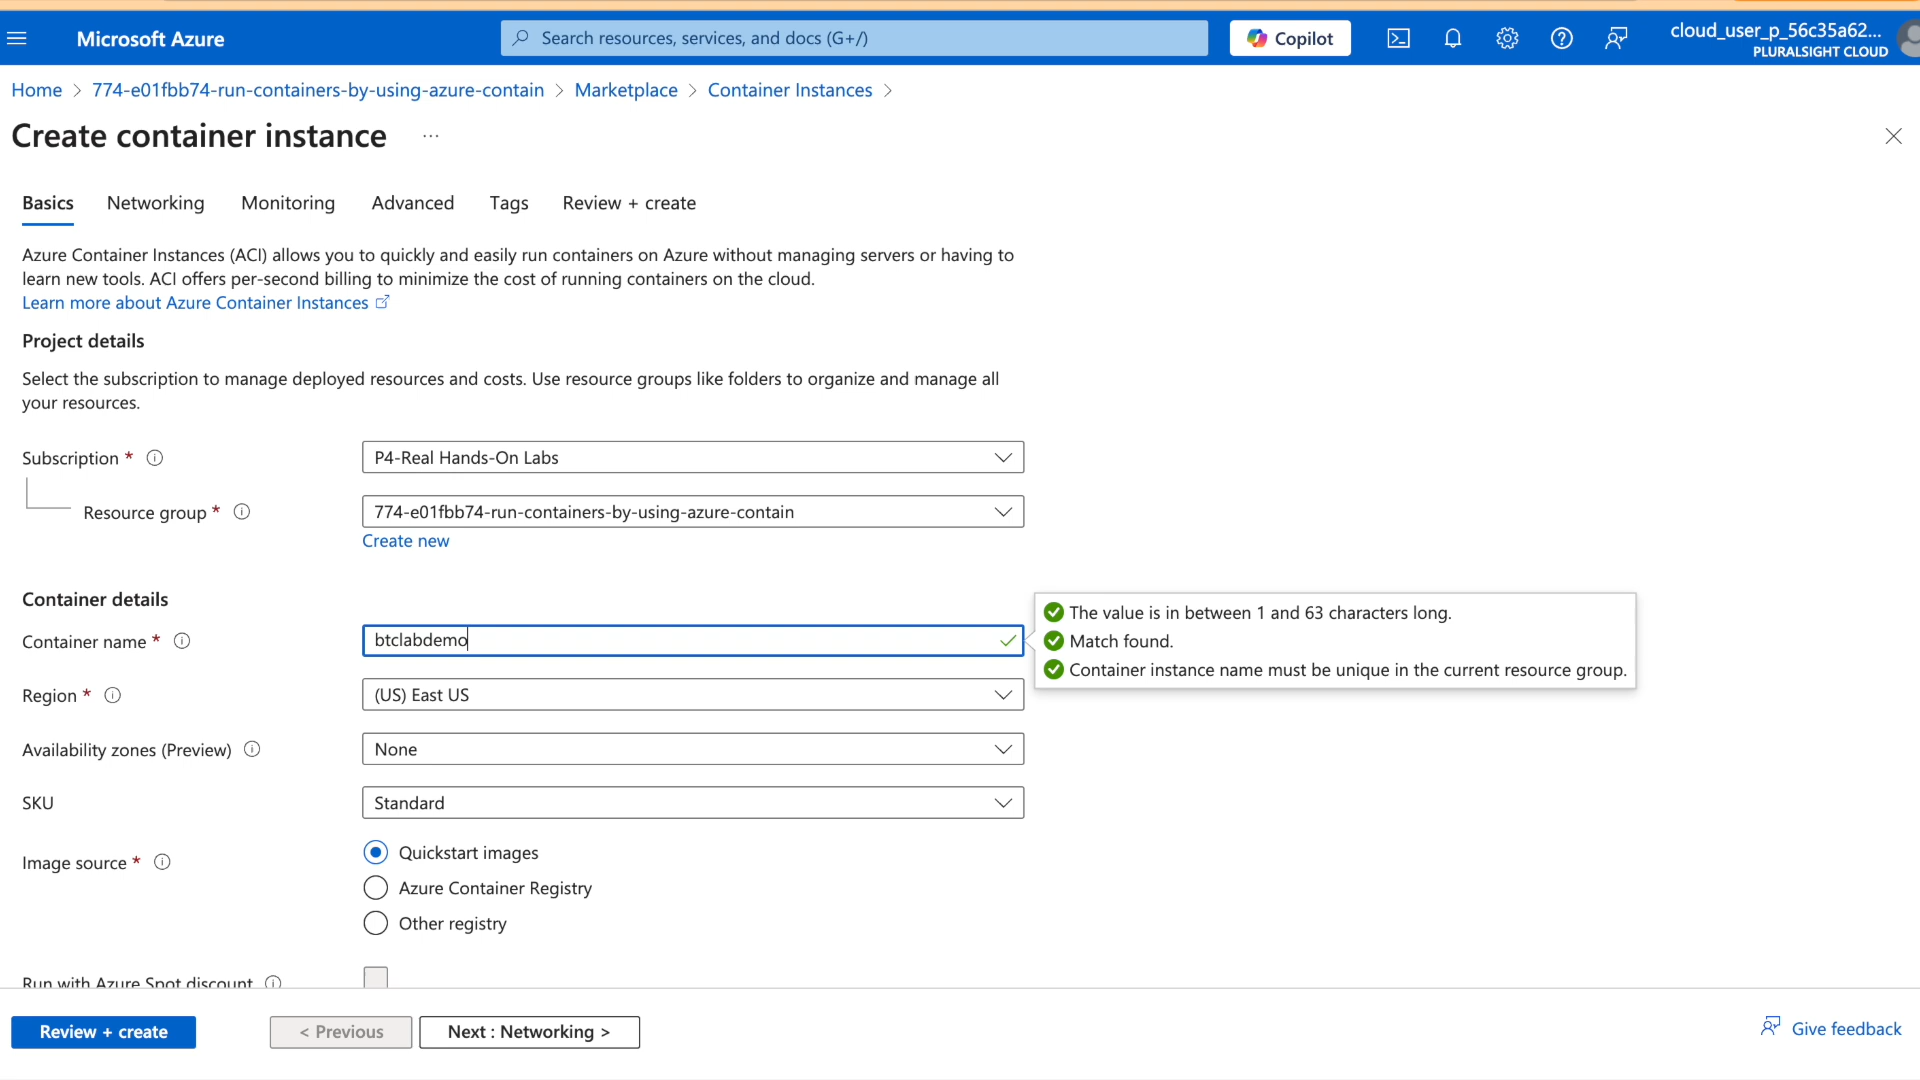 Microsoft Azure
Search resources, services, and docs (G+/)
Copilot
cloud_user_p_56c35a62...
PLURALSIGHT CLOUD
Home > 774-e01fbb74-run-containers-by-using-azure-contain > Marketplace > Container Instances >
Create container instance ...
Basics Networking Monitoring Advanced Tags Review + create
Azure Container Instances (ACI) allows you to quickly and easily run containers on Azure without managing servers or having to
learn new tools. ACI offers per-second billing to minimize the cost of running containers on the cloud.
Learn more about Azure Container Instances
Project details
Select the subscription to manage deployed resources and costs. Use resource groups like folders to organize and manage all
your resources.
Subscription * P4-Real Hands-On Labs
Resource group * 774-e01fbb74-run-containers-by-using-azure-contain
Create new
Container details
Container name * btclabdemo
The value is in between 1 and 63 characters long.
Match found.
Container instance name must be unique in the current resource group.
Region * (US) East US
Availability zones (Preview) None
SKU Standard
Image source * Quickstart images
Azure Container Registry
Other registry
Run with Azure Spot discount
Review + create < Previous Next : Networking > Give feedback